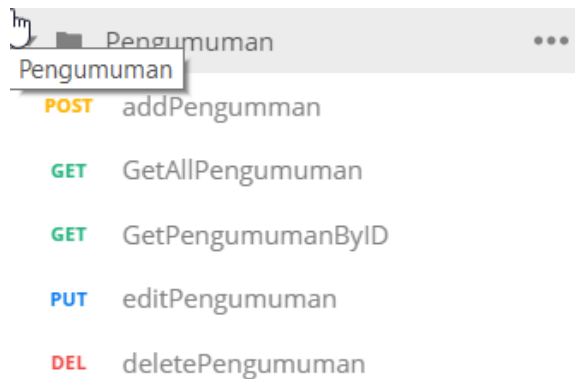 Pengumuman
Pengumuman
POST addPengumman
GET GetAllPengumuman
GET GetPengumumanByID
PUT editPengumuman
DEL deletePengumuman